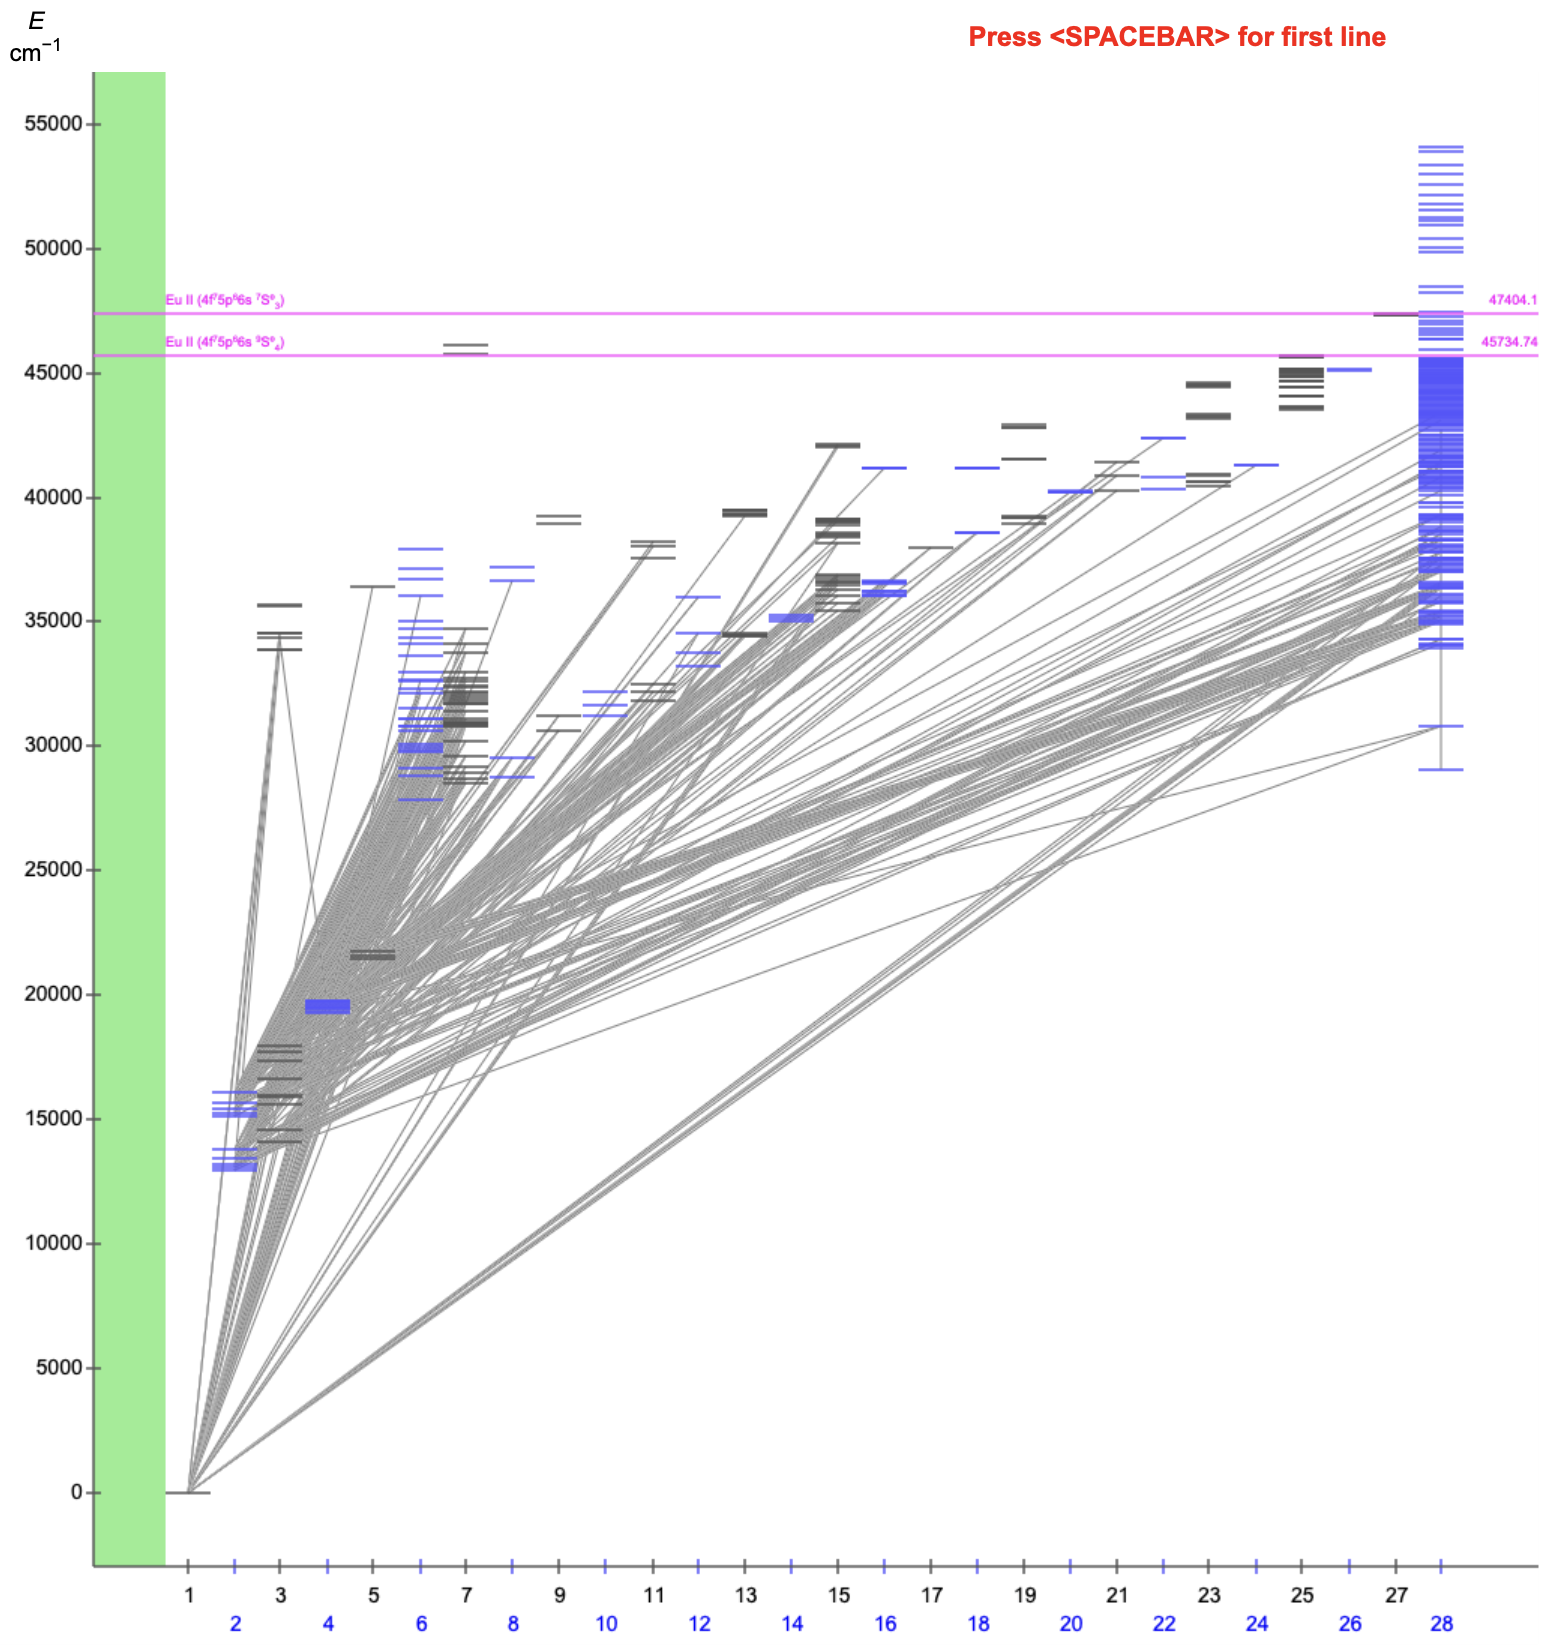 E
cm⁻¹
Press <SPACEBAR> for first line
55000
50000
Eu II (4f⁷5p⁶6s ⁷S°₃) 47404.1
Eu II (4f⁷5p⁶6s ⁹S°₄) 45734.74
45000
40000
35000
30000
25000
20000
15000
10000
5000
0
1 3 5 7 9 11 13 15 17 19 21 23 25 27
2 4 6 8 10 12 14 16 18 20 22 24 26 28